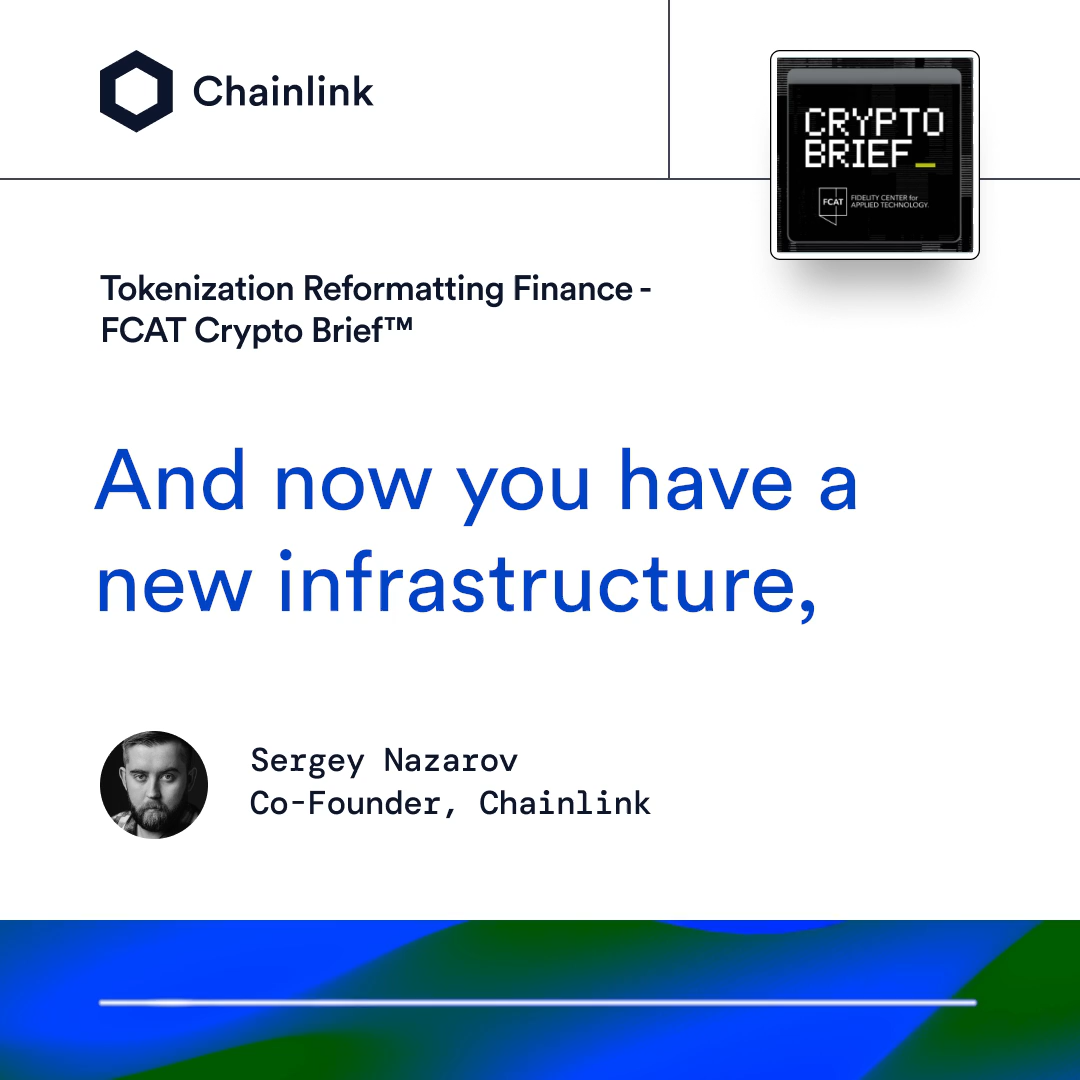 Chainlink
CRYPTO
BRIEF_
FCAT
FIDELITY CENTER for
APPLIED TECHNOLOGY.
Tokenization Reformatting Finance -
FCAT Crypto Brief™
And now you have a
new infrastructure,
Sergey Nazarov
Co-Founder, Chainlink